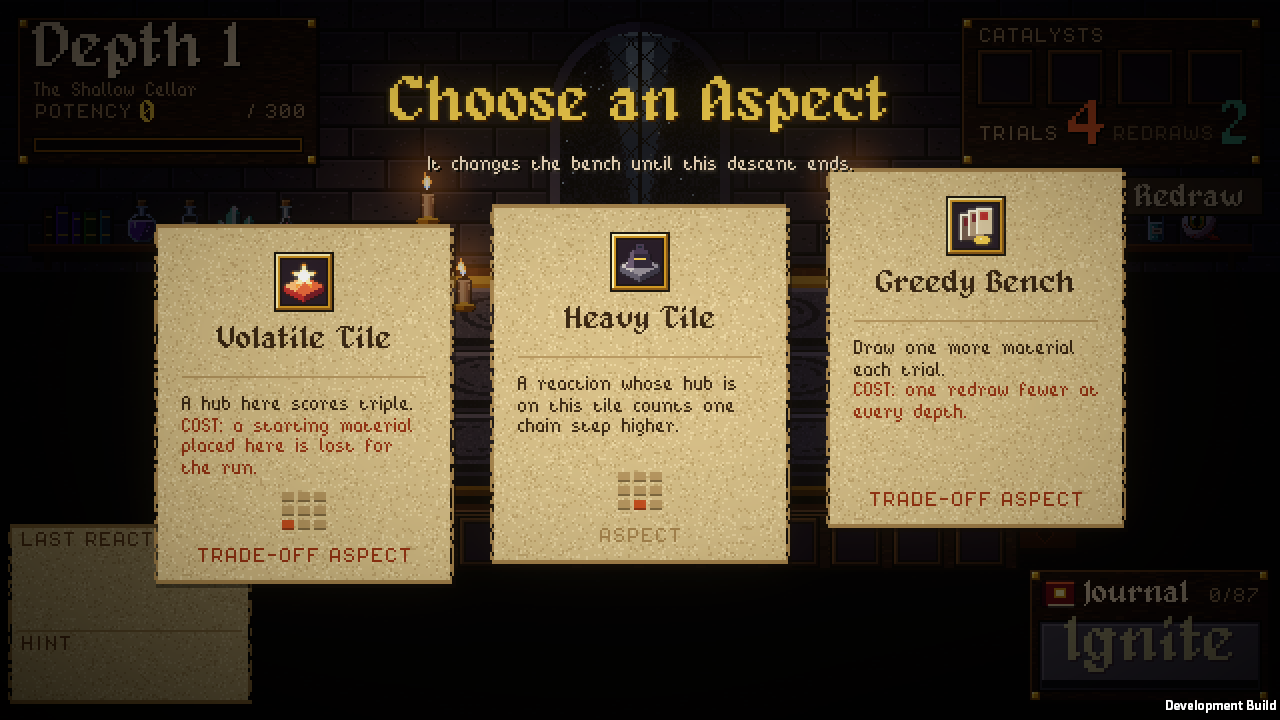 Depth 1
The Shallow Cellar
POTENCY 0 / 300
Choose an Aspect
It changes the bench until this descent ends.
CATALYSTS
TRIALS 4 REDRAWS 2
Redraw
Volatile Tile
A hub here scores triple.
COST: a starting material
placed here is lost for
the run.
TRADE-OFF ASPECT
Heavy Tile
A reaction whose hub is
on this tile counts one
chain step higher.
ASPECT
Greedy Bench
Draw one more material
each trial.
COST: one redraw fewer at
every depth.
TRADE-OFF ASPECT
LAST REACT
HINT
Journal 0/87
Ignite
Development Build